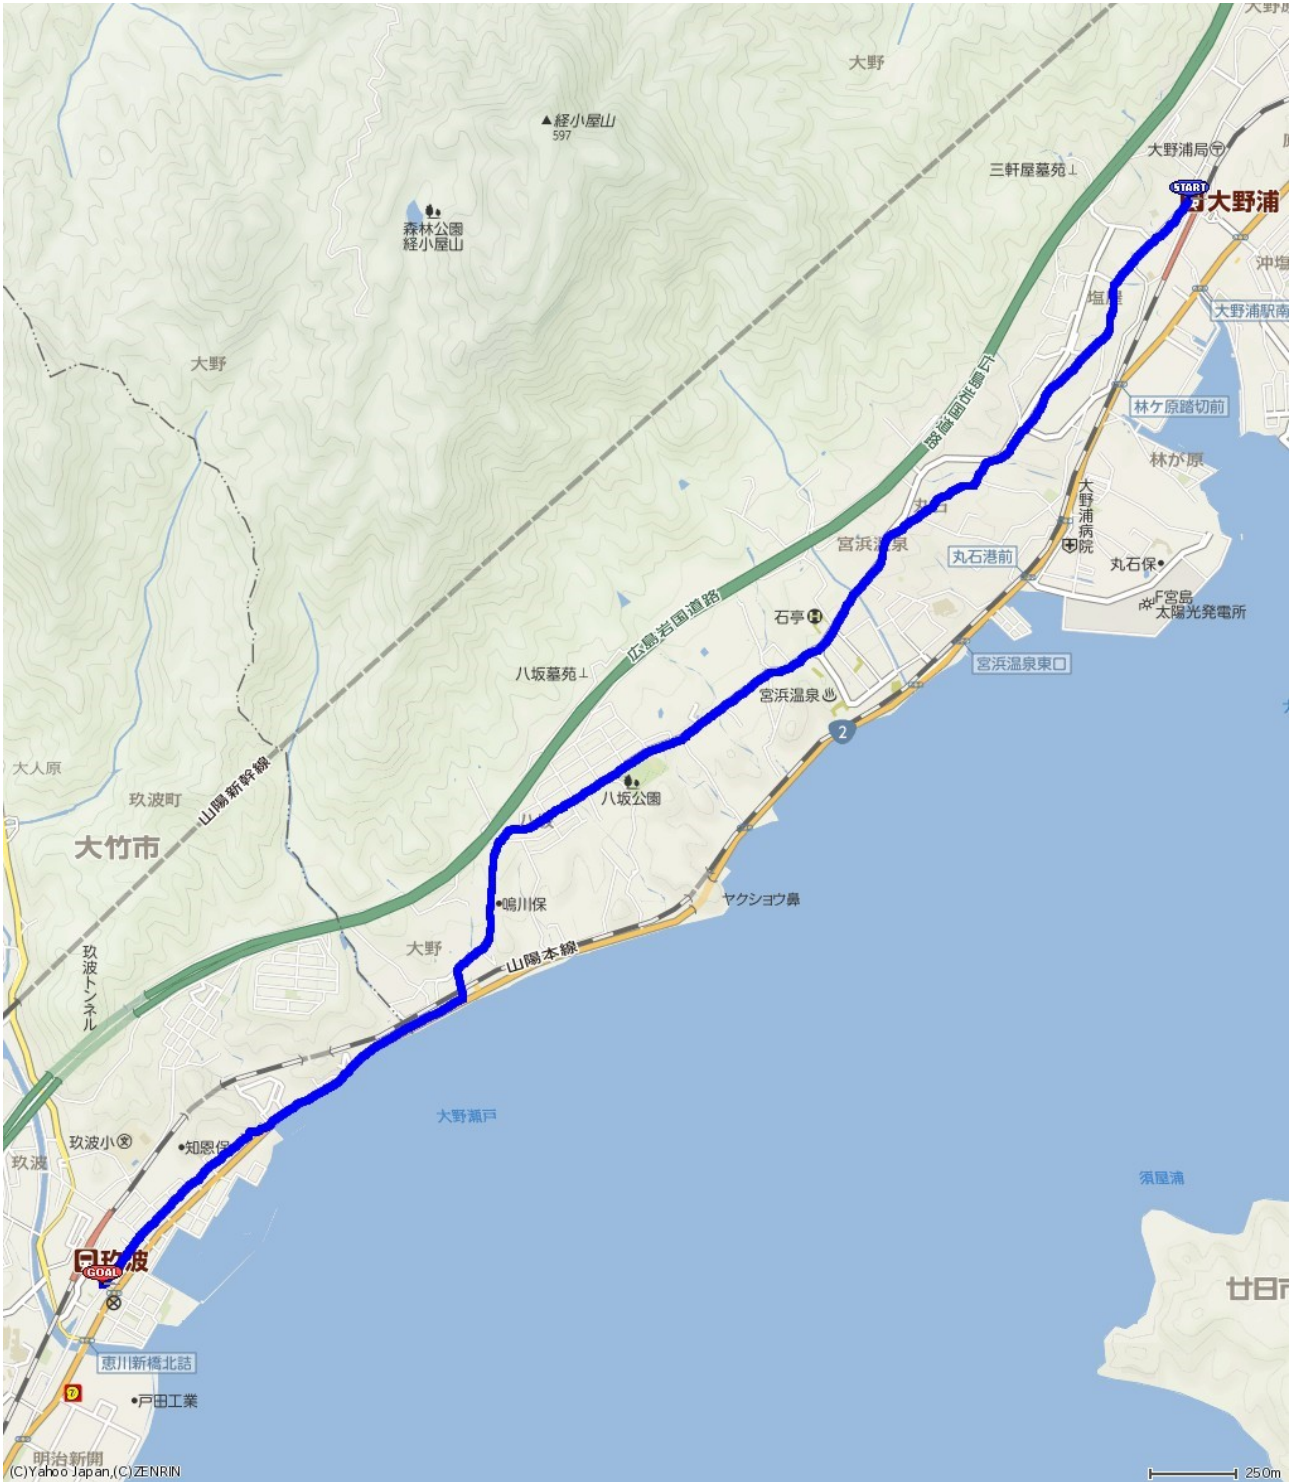 大野
▲経小屋山
597
大野浦局
三軒屋墓苑
START
大野浦
森林公園
経小屋山
塩屋
大野浦駅南
大野
広島岩国道路
林ケ原踏切前
林が原
大野浦病院
丸石
宮浜温泉
丸石港前
丸石保
F宮島
太陽光発電所
石亭
広島岩国道路
宮浜温泉東口
八坂墓苑
宮浜温泉
2
大人原
山陽新幹線
玖波町
八坂公園
大竹市
八坂
ヤクショウ鼻
鳴川保
大野
山陽本線
玖波トンネル
大野瀬戸
玖波小
知恩保
玖波
須屋浦
玖波
GOAL
恵川新橋北詰
戸田工業
明治新開
(C)Yahoo Japan,(C)ZENRIN
250m